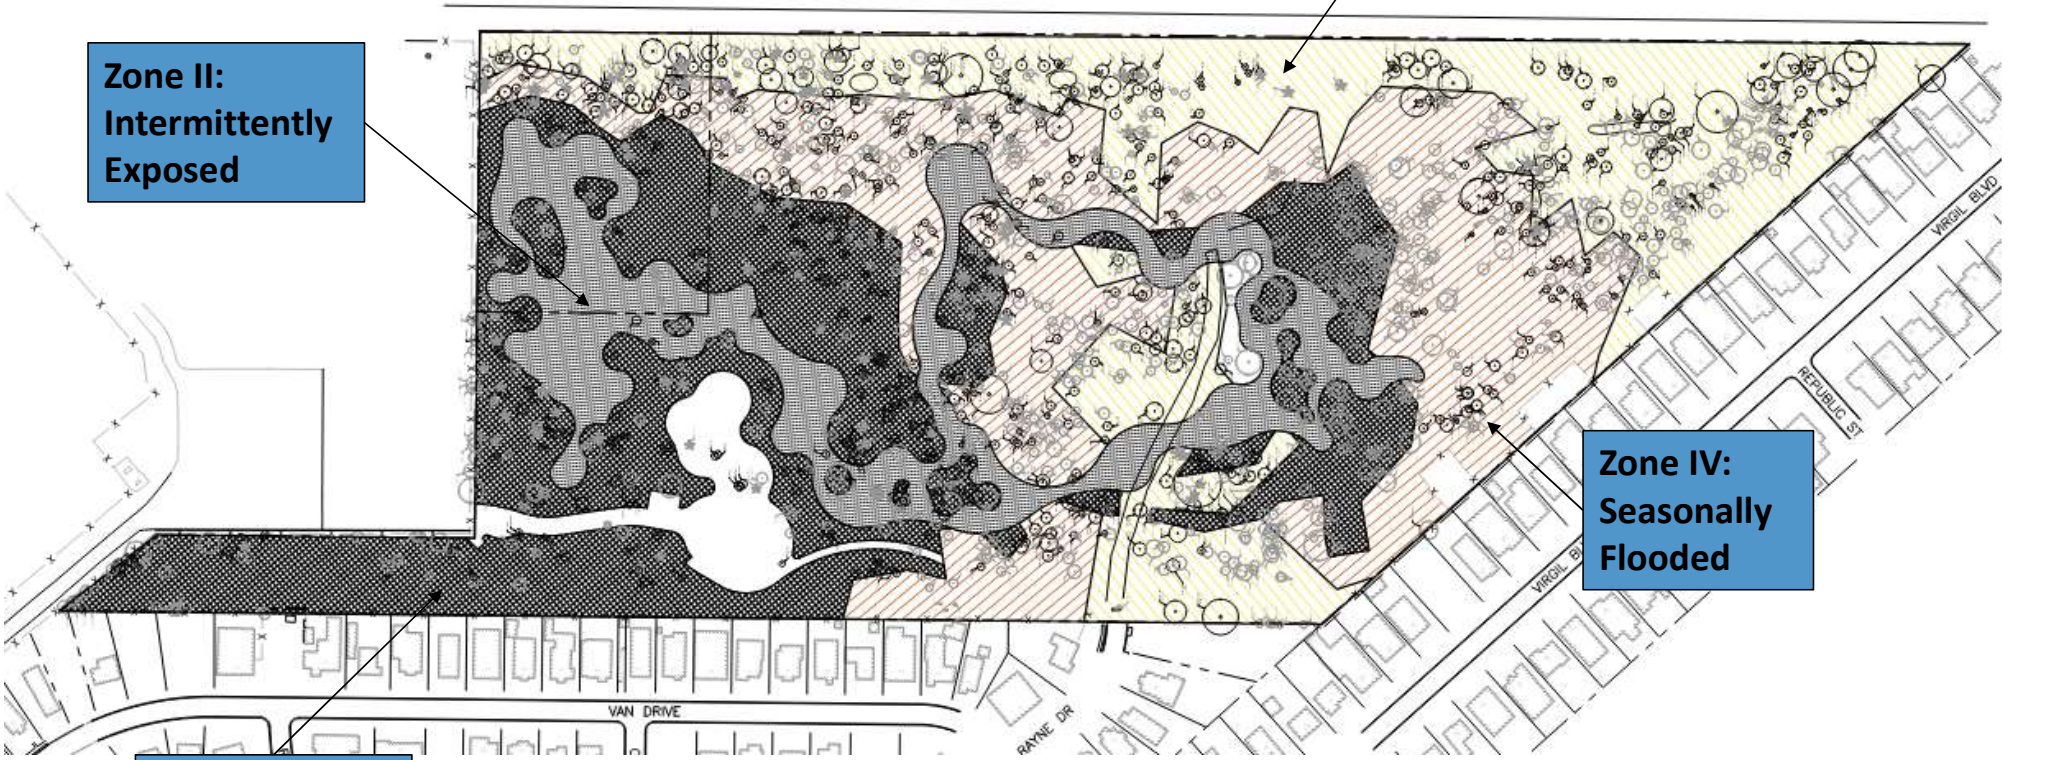 Zone II:
Intermittently
Exposed
VIRGIL BLVD
REPUBLIC ST
Zone IV:
Seasonally
Flooded
VIRGIL BL
VAN DRIVE
RAYNE DR